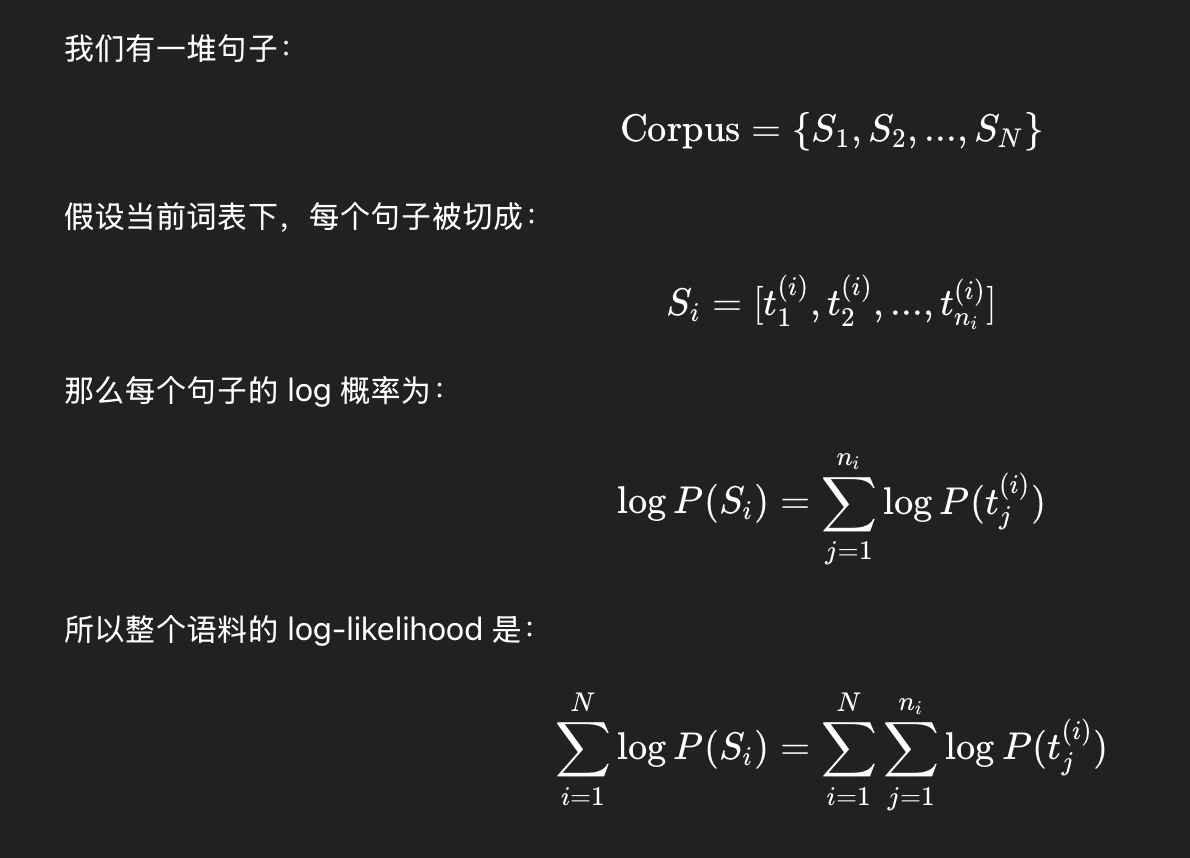 我们有一堆句子：
Corpus = {S_1, S_2, ..., S_N}
假设当前词表下，每个句子被切成：
S_i = [t_1^{(i)}, t_2^{(i)}, ..., t_{n_i}^{(i)}]
那么每个句子的 log 概率为：
\log P(S_i) = \sum_{j=1}^{n_i} \log P(t_j^{(i)})
所以整个语料的 log-likelihood 是：
\sum_{i=1}^{N} \log P(S_i) = \sum_{i=1}^{N} \sum_{j=1}^{n_i} \log P(t_j^{(i)})